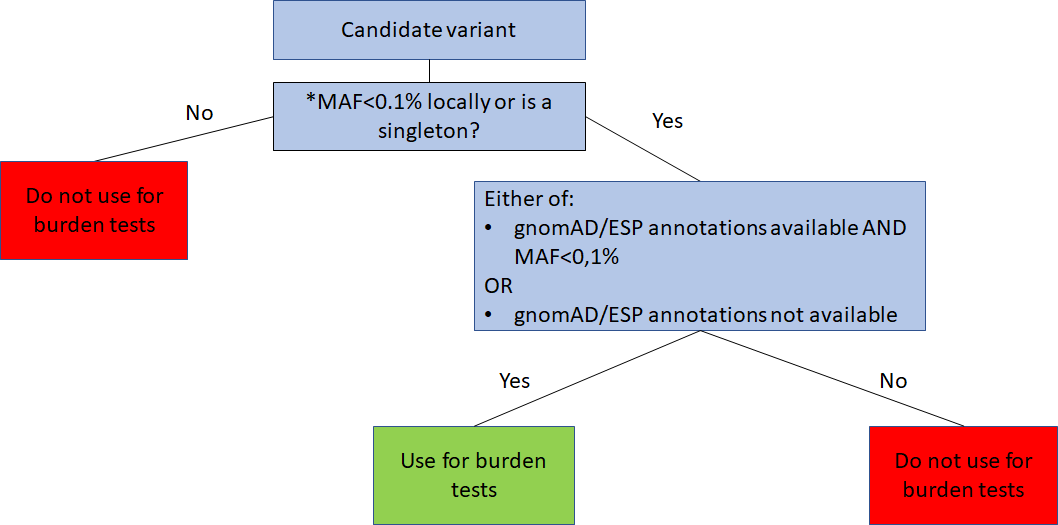 Candidate variant
*MAF<0.1% locally or is a
singleton?
No
Yes
Do not use for
burden tests
Either of:
• gnomAD/ESP annotations available AND
MAF<0,1%
OR
• gnomAD/ESP annotations not available
Yes
No
Use for burden
tests
Do not use for
burden tests